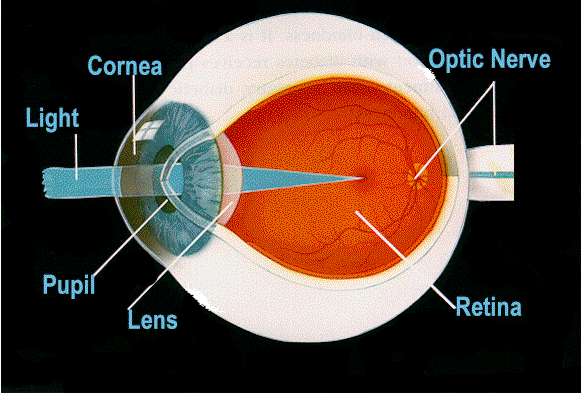 Optic Nerve
Cornea
Light
Pupil
Lens
Retina